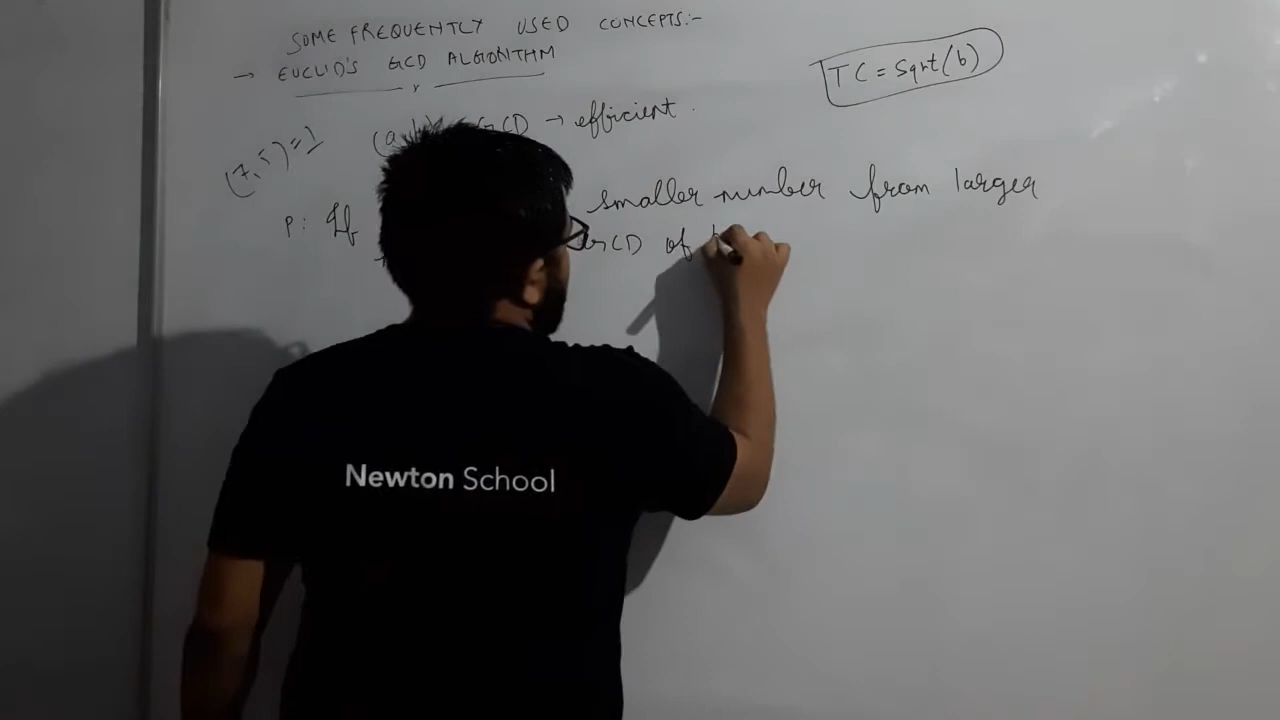 SOME FREQUENTLY USED CONCEPTS:-
→ EUCLID'S GCD ALGORITHM
TC = Sqrt(b)
(7,5)=1
GCD → efficient.
P: If smaller number from larger
GCD of
Newton School